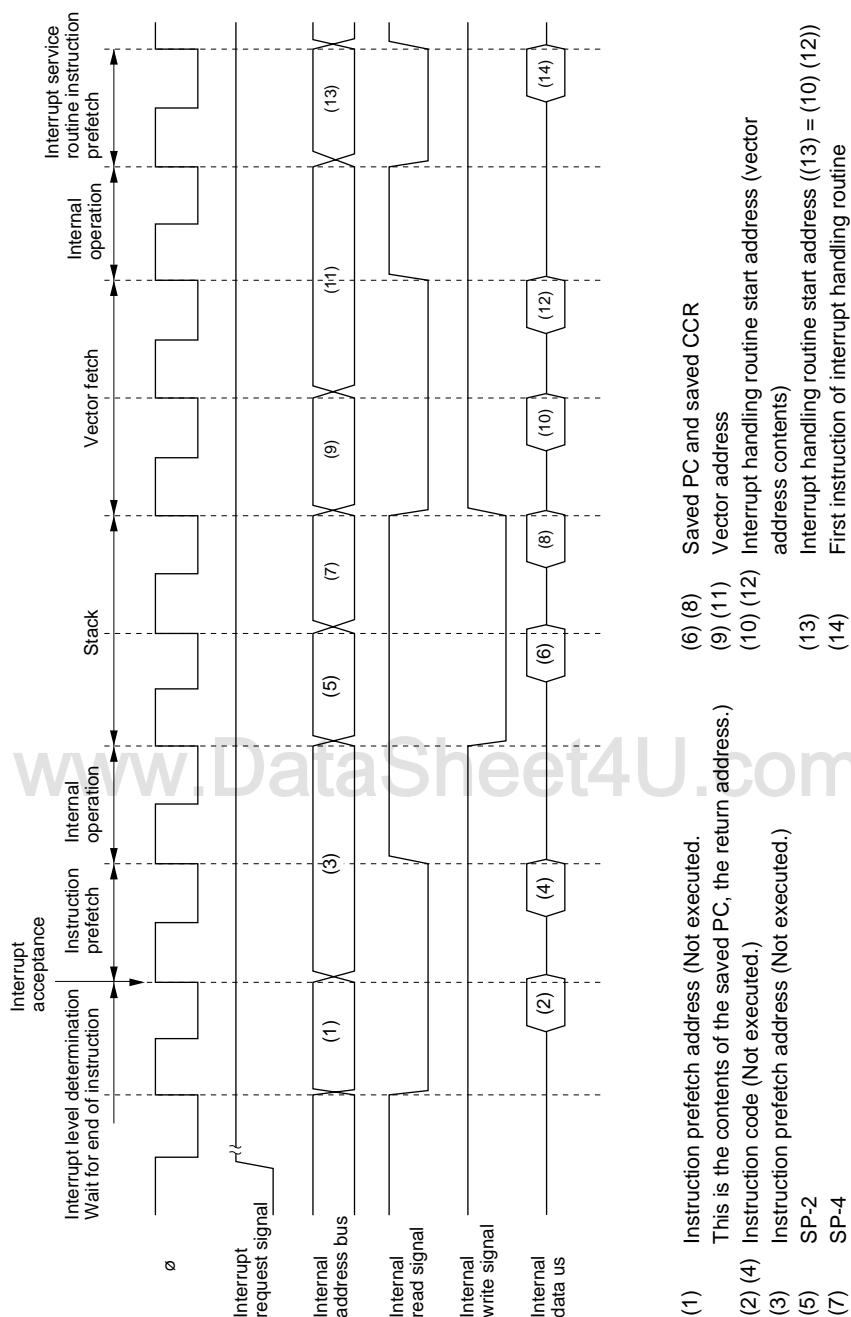 Interrupt
acceptance
Interrupt level determination
Wait for end of instruction
Instruction
prefetch
Internal
operation
Stack
Vector fetch
Internal
operation
Interrupt service
routine instruction
prefetch
ø
Interrupt
request signal
Internal
address bus
(1)
(3)
(5)
(7)
(9)
(11)
(13)
Internal
read signal
Internal
write signal
Internal
data us
(2)
(4)
(6)
(8)
(10)
(12)
(14)
(1) Instruction prefetch address (Not executed.
This is the contents of the saved PC, the return address.)
(2) (4) Instruction code (Not executed.)
(3) Instruction prefetch address (Not executed.)
(5) SP-2
(7) SP-4
(6) (8) Saved PC and saved CCR
(9) (11) Vector address
(10) (12) Interrupt handling routine start address (vector
address contents)
(13) Interrupt handling routine start address ((13) = (10) (12))
(14) First instruction of interrupt handling routine
www.DataSheet4U.com